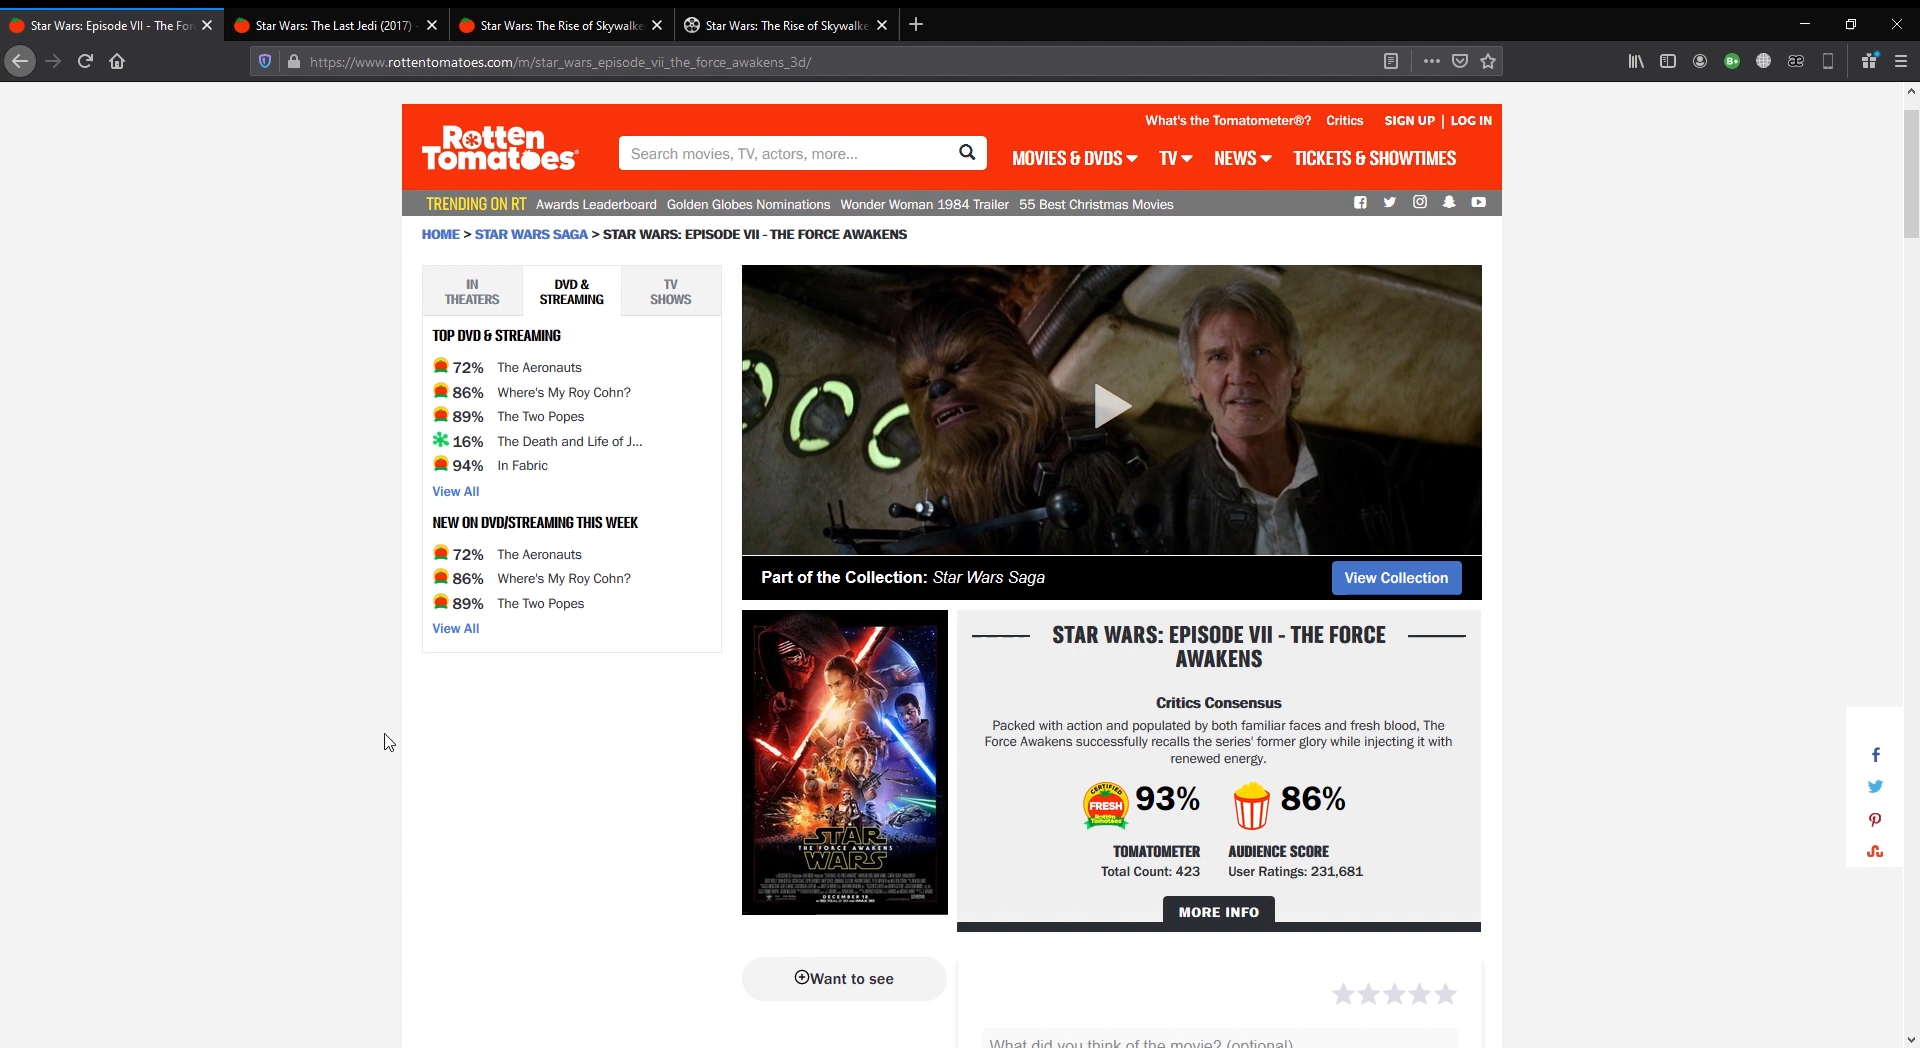 Star Wars: Episode VII - The For
Star Wars: The Last Jedi (2017) -
Star Wars: The Rise of Skywalke
Star Wars: The Rise of Skywalke
https://www.rottentomatoes.com/m/star_wars_episode_vii_the_force_awakens_3d/
What's the Tomatometer®? Critics SIGN UP | LOG IN
Rotten
Tomatoes
Search movies, TV, actors, more...
MOVIES & DVDS TV NEWS TICKETS & SHOWTIMES
TRENDING ON RT Awards Leaderboard Golden Globes Nominations Wonder Woman 1984 Trailer 55 Best Christmas Movies
HOME > STAR WARS SAGA > STAR WARS: EPISODE VII - THE FORCE AWAKENS
IN
THEATERS
DVD &
STREAMING
TV
SHOWS
TOP DVD & STREAMING
72% The Aeronauts
86% Where's My Roy Cohn?
89% The Two Popes
16% The Death and Life of J...
94% In Fabric
View All
NEW ON DVD/STREAMING THIS WEEK
72% The Aeronauts
86% Where's My Roy Cohn?
89% The Two Popes
View All
Part of the Collection: Star Wars Saga
View Collection
STAR
THE FORCE AWAKENS
WARS
DECEMBER 18
STAR WARS: EPISODE VII - THE FORCE
AWAKENS
Critics Consensus
Packed with action and populated by both familiar faces and fresh blood, The
Force Awakens successfully recalls the series' former glory while injecting it with
renewed energy.
CERTIFIED
FRESH
Rotten
Tomatoes
93%
86%
TOMATOMETER
Total Count: 423
AUDIENCE SCORE
User Ratings: 231,681
MORE INFO
Want to see
What did you think of the movie? (optional)